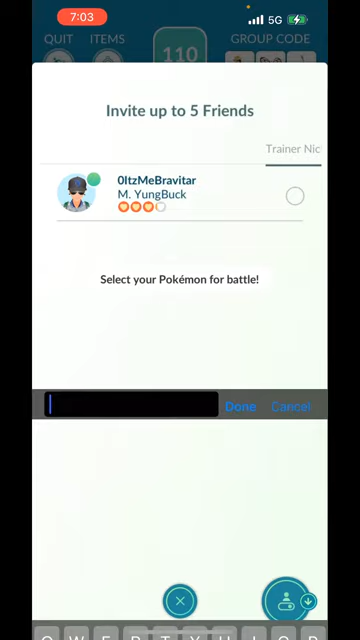 7:03
5G
QUIT
ITEMS
110
GROUP CODE
Invite up to 5 Friends
Trainer Nic
0ItzMeBravitar
M. YungBuck
Select your Pokémon for battle!
Done
Cancel
Q W E R T Y U I O P